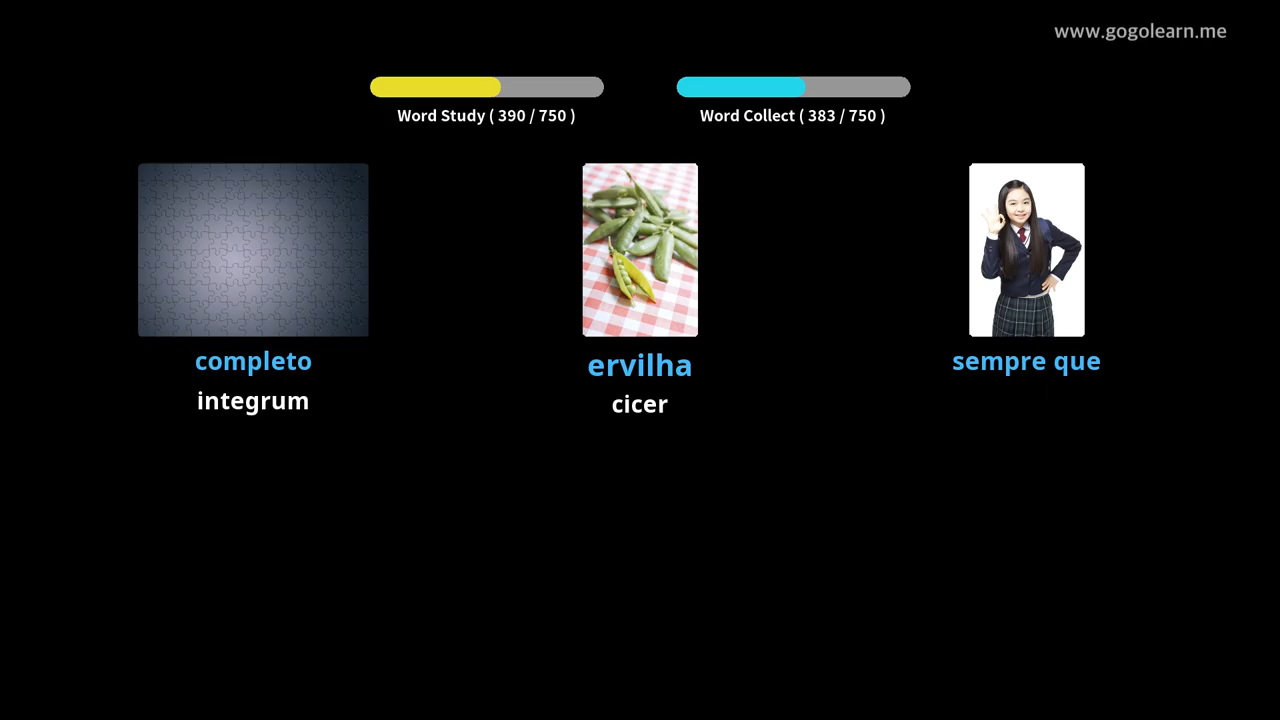 www.gogolearn.me
Word Study ( 390 / 750 )
Word Collect ( 383 / 750 )
completo
integrum
ervilha
cicer
sempre que